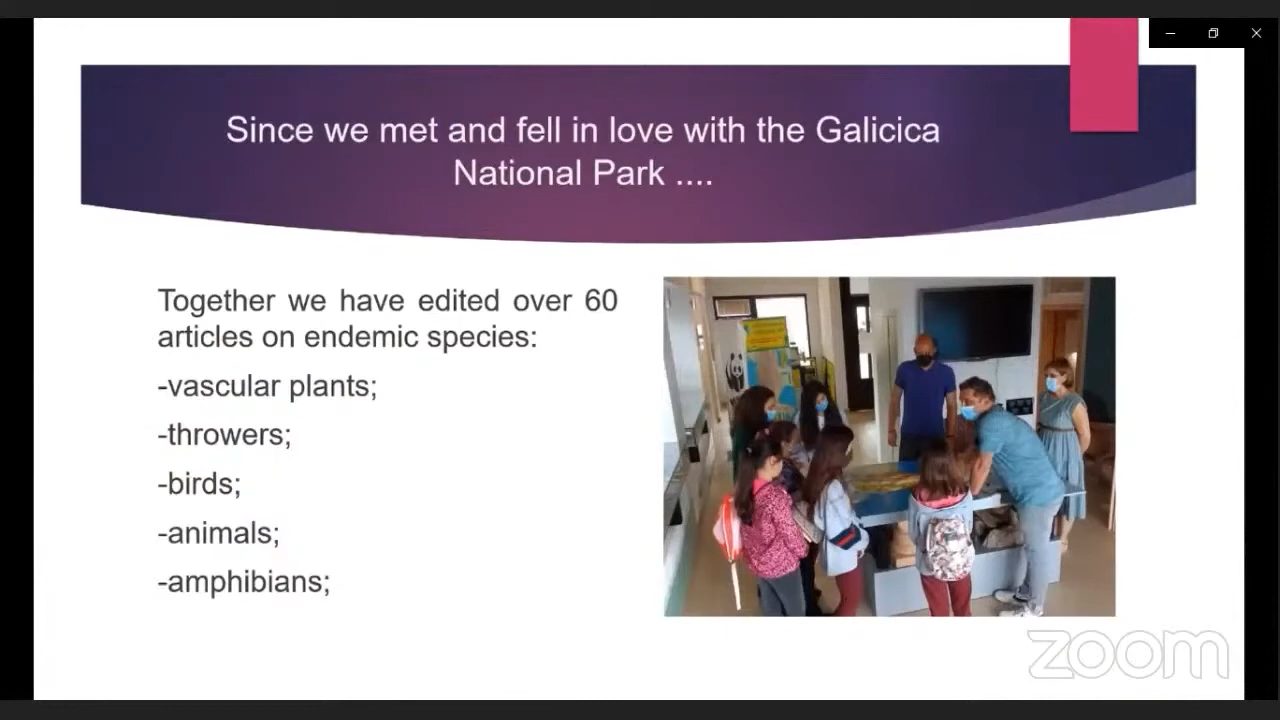 Since we met and fell in love with the Galicica
National Park ....
Together we have edited over 60
articles on endemic species:
-vascular plants;
-throwers;
-birds;
-animals;
-amphibians;
zoom